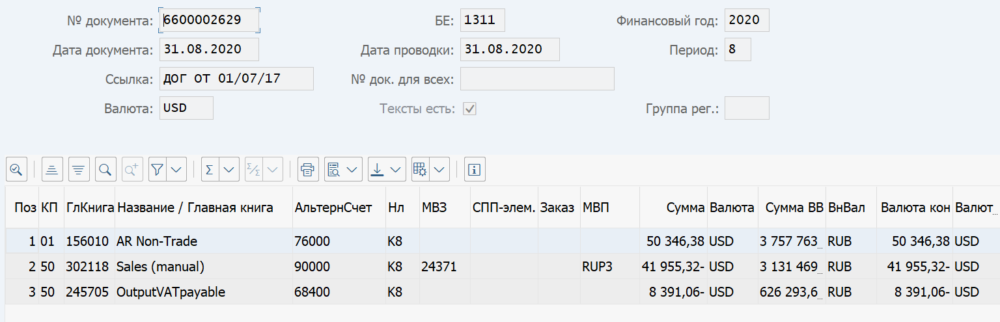 № документа: 6600002629 БЕ: 1311 Финансовый год: 2020
Дата документа: 31.08.2020 Дата проводки: 31.08.2020 Период: 8
Ссылка: ДОГ ОТ 01/07/17 № док. для всех:
Валюта: USD Тексты есть: Группа рег.:
Поз КП ГлКнига Название / Главная книга АльтернСчет Нл МВЗ СПП-элем. Заказ МВП Сумма Валюта Сумма ВВ ВнВал Валюта кон Валют...
1 01 156010 AR Non-Trade 76000 K8 50 346,38 USD 3 757 763... RUB 50 346,38 USD
2 50 302118 Sales (manual) 90000 K8 24371 RUP3 41 955,32- USD 3 131 469... RUB 41 955,32- USD
3 50 245705 OutputVATpayable 68400 K8 8 391,06- USD 626 293,6... RUB 8 391,06- USD